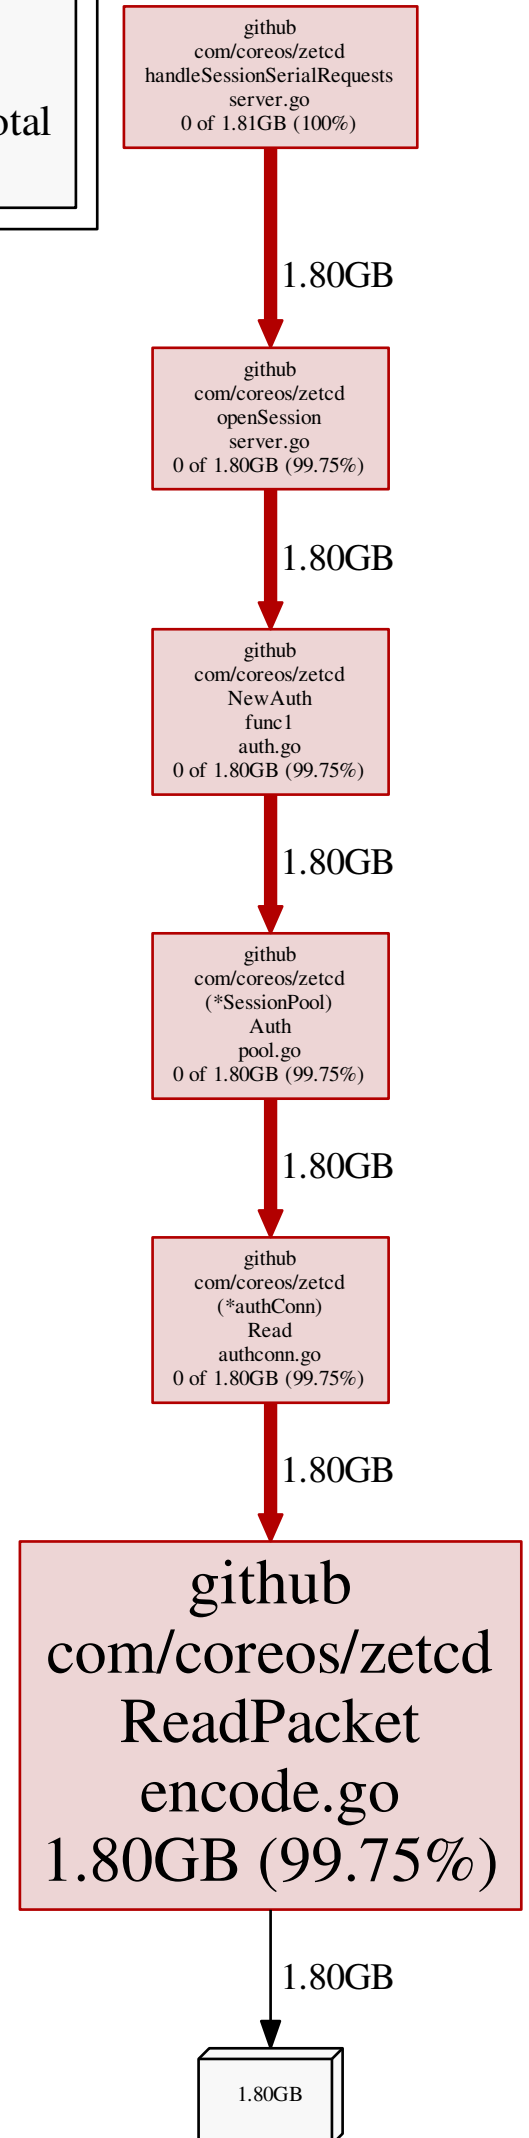 github
com/coreos/zetcd
handleSessionSerialRequests
server.go
0 of 1.81GB (100%)
1.80GB
github
com/coreos/zetcd
openSession
server.go
0 of 1.80GB (99.75%)
1.80GB
github
com/coreos/zetcd
NewAuth
func1
auth.go
0 of 1.80GB (99.75%)
1.80GB
github
com/coreos/zetcd
(*SessionPool)
Auth
pool.go
0 of 1.80GB (99.75%)
1.80GB
github
com/coreos/zetcd
(*authConn)
Read
authconn.go
0 of 1.80GB (99.75%)
1.80GB
github
com/coreos/zetcd
ReadPacket
encode.go
1.80GB (99.75%)
1.80GB
1.80GB